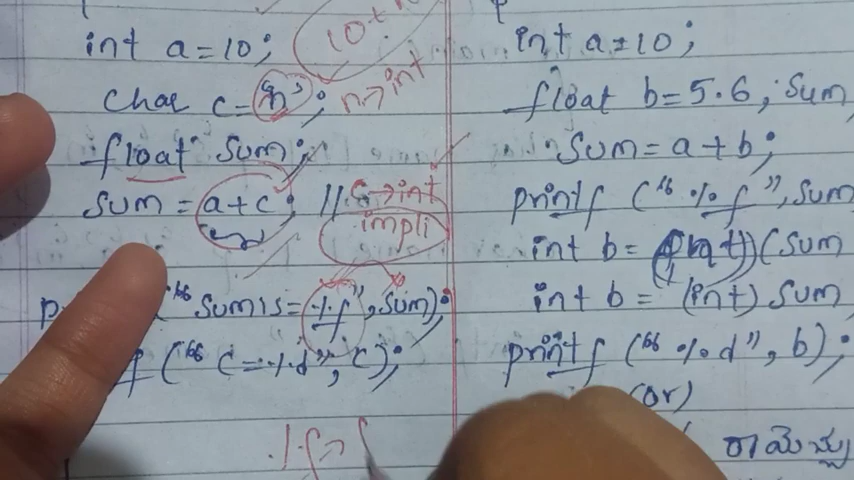 int a=10;
char c='n';
n→int
float sum;
sum = a+c; // c→int
impli
"sum is = %f", sum);
f ("c=%d", c);
%f →
int a=10;
float b=5.6, sum
sum=a+b;
printf ("%f", sum
int b= (int)(sum
int b= (int) sum
printf ("%d", b);
(or)